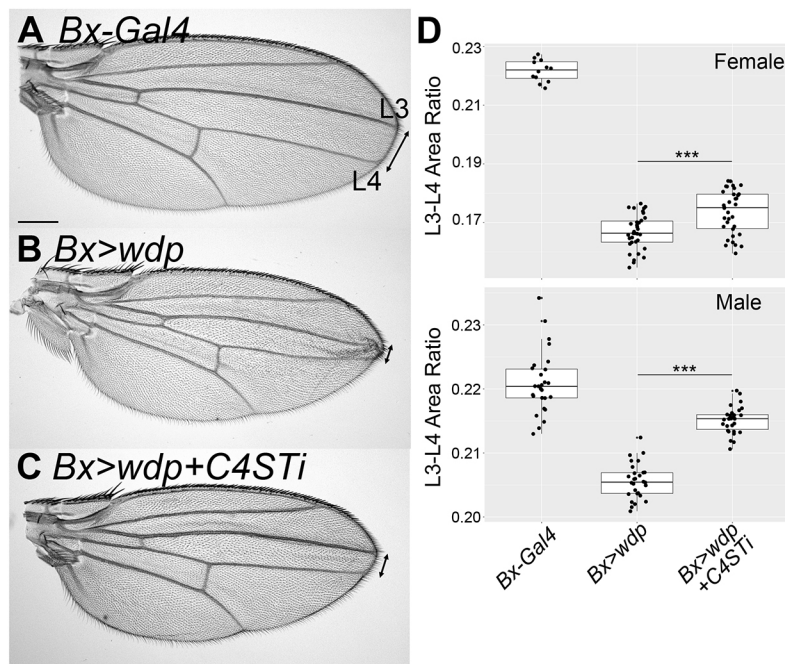 A Bx-Gal4
L3
L4
B Bx>wdp
C Bx>wdp+C4STi
D
L3-L4 Area Ratio
0.23
0.21
0.19
0.17
Female
***
L3-L4 Area Ratio
0.23
0.22
0.21
0.20
Male
***
Bx-Gal4
Bx>wdp
Bx>wdp
+C4STi